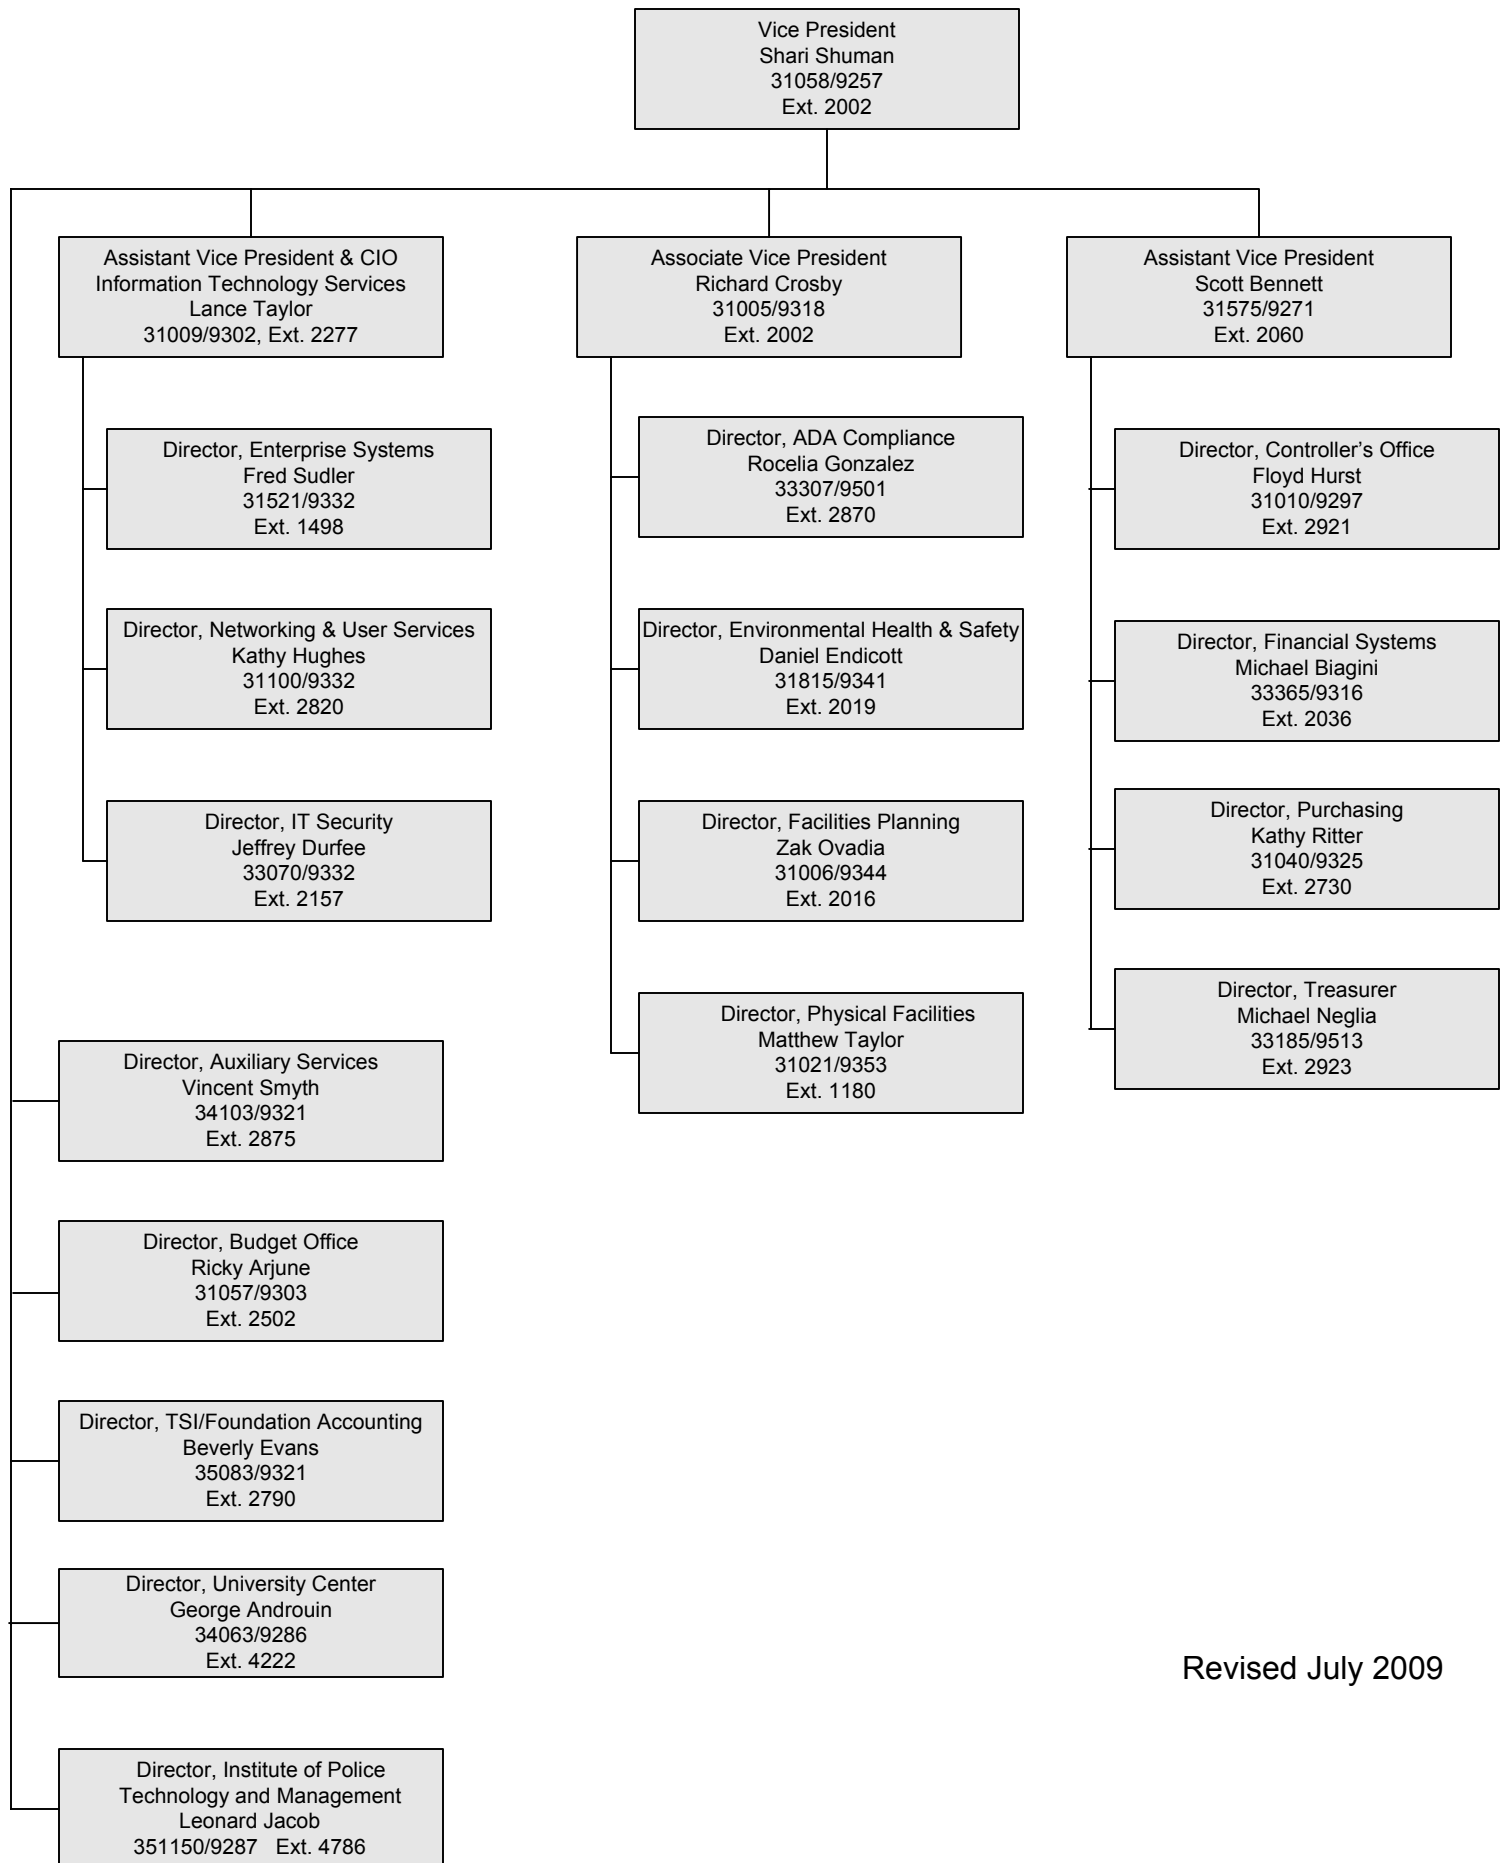 Vice President
Shari Shuman
31058/9257
Ext. 2002
Assistant Vice President & CIO
Information Technology Services
Lance Taylor
31009/9302, Ext. 2277
Associate Vice President
Richard Crosby
31005/9318
Ext. 2002
Assistant Vice President
Scott Bennett
31575/9271
Ext. 2060
Director, Enterprise Systems
Fred Sudler
31521/9332
Ext. 1498
Director, Networking & User Services
Kathy Hughes
31100/9332
Ext. 2820
Director, IT Security
Jeffrey Durfee
33070/9332
Ext. 2157
Director, ADA Compliance
Rocelia Gonzalez
33307/9501
Ext. 2870
Director, Environmental Health & Safety
Daniel Endicott
31815/9341
Ext. 2019
Director, Facilities Planning
Zak Ovadia
31006/9344
Ext. 2016
Director, Physical Facilities
Matthew Taylor
31021/9353
Ext. 1180
Director, Controller’s Office
Floyd Hurst
31010/9297
Ext. 2921
Director, Financial Systems
Michael Biagini
33365/9316
Ext. 2036
Director, Purchasing
Kathy Ritter
31040/9325
Ext. 2730
Director, Treasurer
Michael Neglia
33185/9513
Ext. 2923
Director, Auxiliary Services
Vincent Smyth
34103/9321
Ext. 2875
Director, Budget Office
Ricky Arjune
31057/9303
Ext. 2502
Director, TSI/Foundation Accounting
Beverly Evans
35083/9321
Ext. 2790
Director, University Center
George Androuin
34063/9286
Ext. 4222
Director, Institute of Police
Technology and Management
Leonard Jacob
351150/9287 Ext. 4786
Revised July 2009